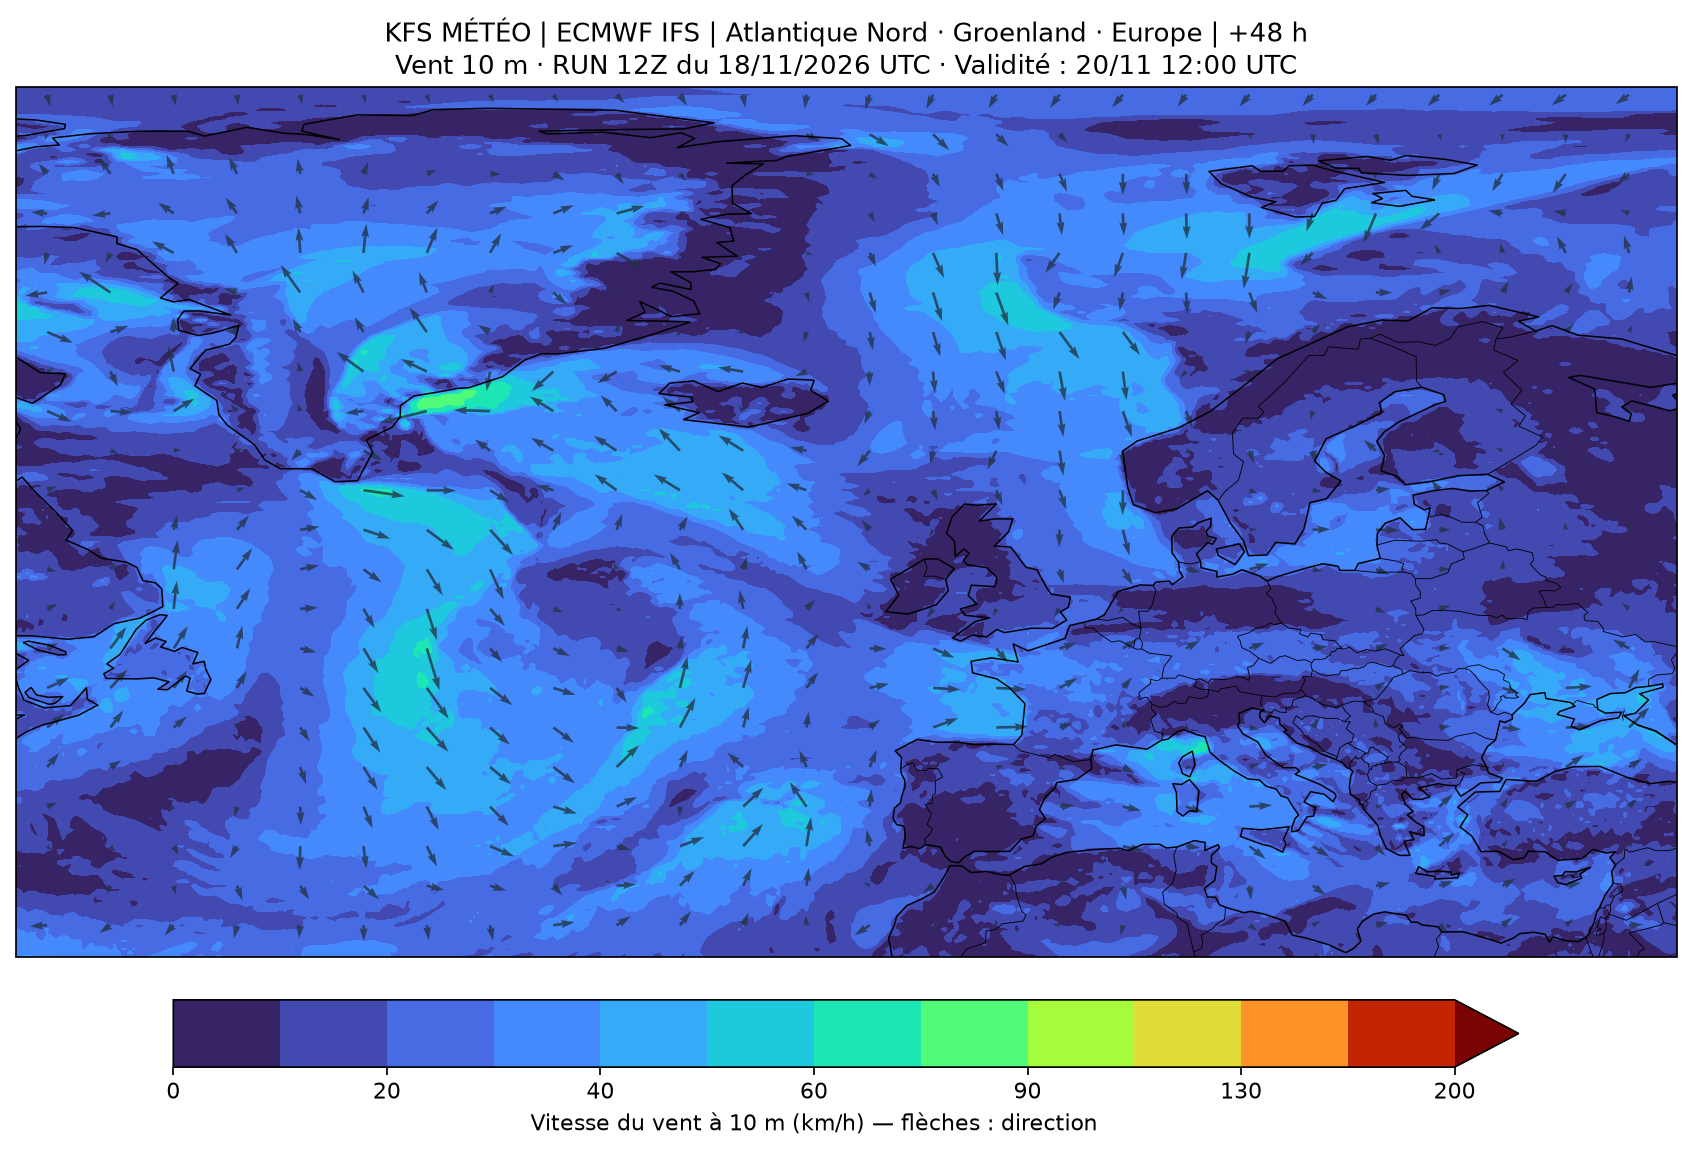 KFS MÉTÉO | ECMWF IFS | Atlantique Nord · Groenland · Europe | +48 h
Vent 10 m · RUN 12Z du 18/11/2026 UTC · Validité : 20/11 12:00 UTC
0 20 40 60 90 130 200
Vitesse du vent à 10 m (km/h) — flèches : direction